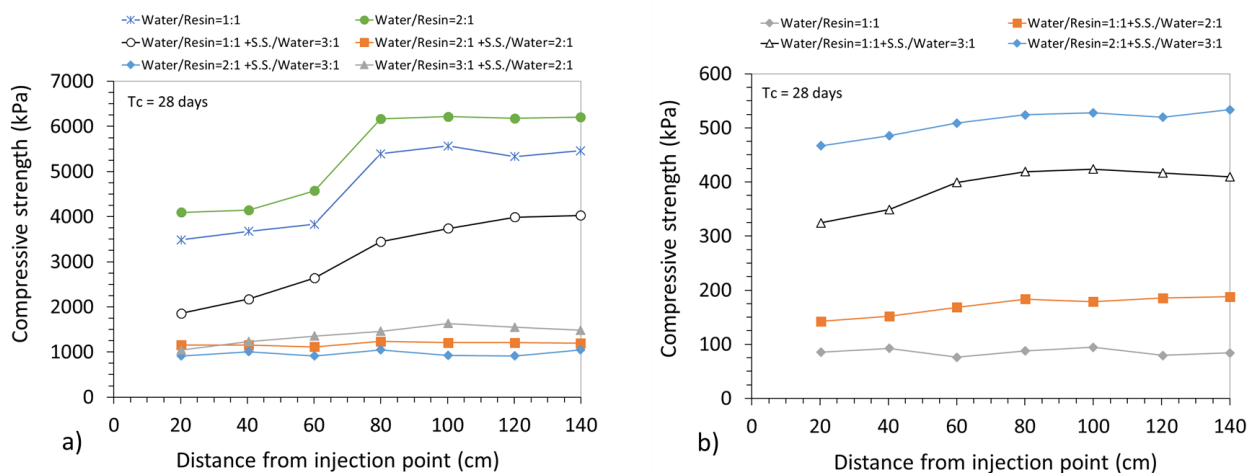 Water/Resin=1:1
Water/Resin=2:1
Water/Resin=1:1 +S.S./Water=3:1
Water/Resin=2:1 +S.S./Water=2:1
Water/Resin=2:1 +S.S./Water=3:1
Water/Resin=3:1 +S.S./Water=2:1
Compressive strength (kPa)
7000
6000
5000
4000
3000
2000
1000
0
Tc = 28 days
0 20 40 60 80 100 120 140
a)
Distance from injection point (cm)
Water/Resin=1:1
Water/Resin=1:1+S.S./Water=2:1
Water/Resin=1:1+S.S./Water=3:1
Water/Resin=2:1+S.S./Water=3:1
Compressive strength (kPa)
600
500
400
300
200
100
0
Tc = 28 days
0 20 40 60 80 100 120 140
b)
Distance from injection point (cm)